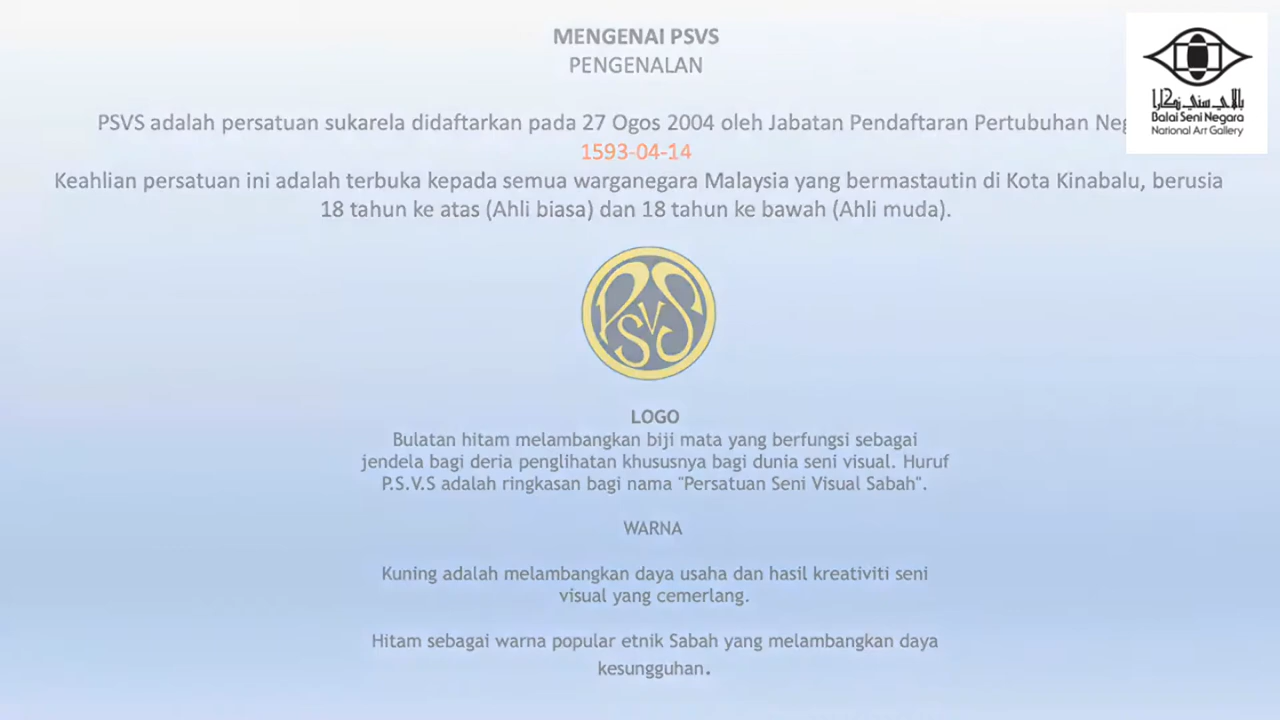 MENGENAI PSVS
PENGENALAN
PSVS adalah persatuan sukarela didaftarkan pada 27 Ogos 2004 oleh Jabatan Pendaftaran Pertubuhan
1593-04-14
Keahlian persatuan ini adalah terbuka kepada semua warganegara Malaysia yang bermastautin di Kota Kinabalu, berusia
18 tahun ke atas (Ahli biasa) dan 18 tahun ke bawah (Ahli muda).
بالاي سني نݢارا
Balai Seni Negara
National Art Gallery
PSVS
LOGO
Bulatan hitam melambangkan biji mata yang berfungsi sebagai
jendela bagi deria penglihatan khususnya bagi dunia seni visual. Huruf
P.S.V.S adalah ringkasan bagi nama "Persatuan Seni Visual Sabah".
WARNA
Kuning adalah melambangkan daya usaha dan hasil kreativiti seni
visual yang cemerlang.
Hitam sebagai warna popular etnik Sabah yang melambangkan daya
kesungguhan.